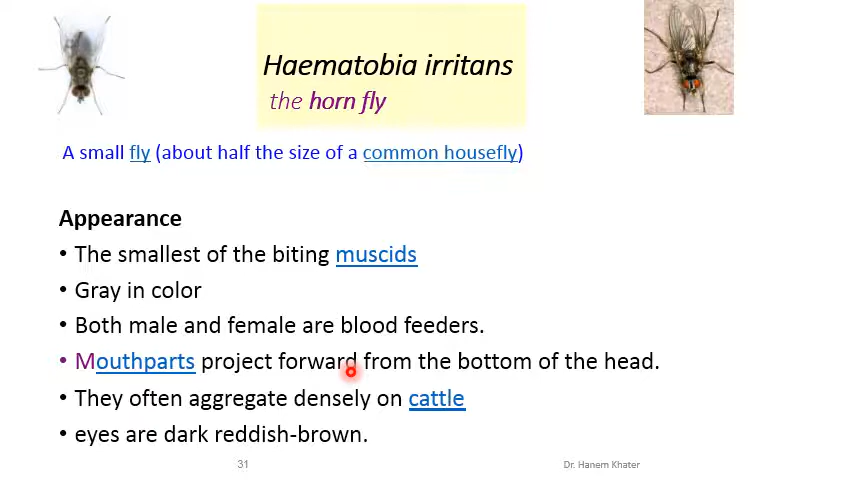 Haematobia irritans
the horn fly
A small fly (about half the size of a common housefly)
Appearance
• The smallest of the biting muscids
• Gray in color
• Both male and female are blood feeders.
• Mouthparts project forward from the bottom of the head.
• They often aggregate densely on cattle
• eyes are dark reddish-brown.
31
Dr. Hanem Khater